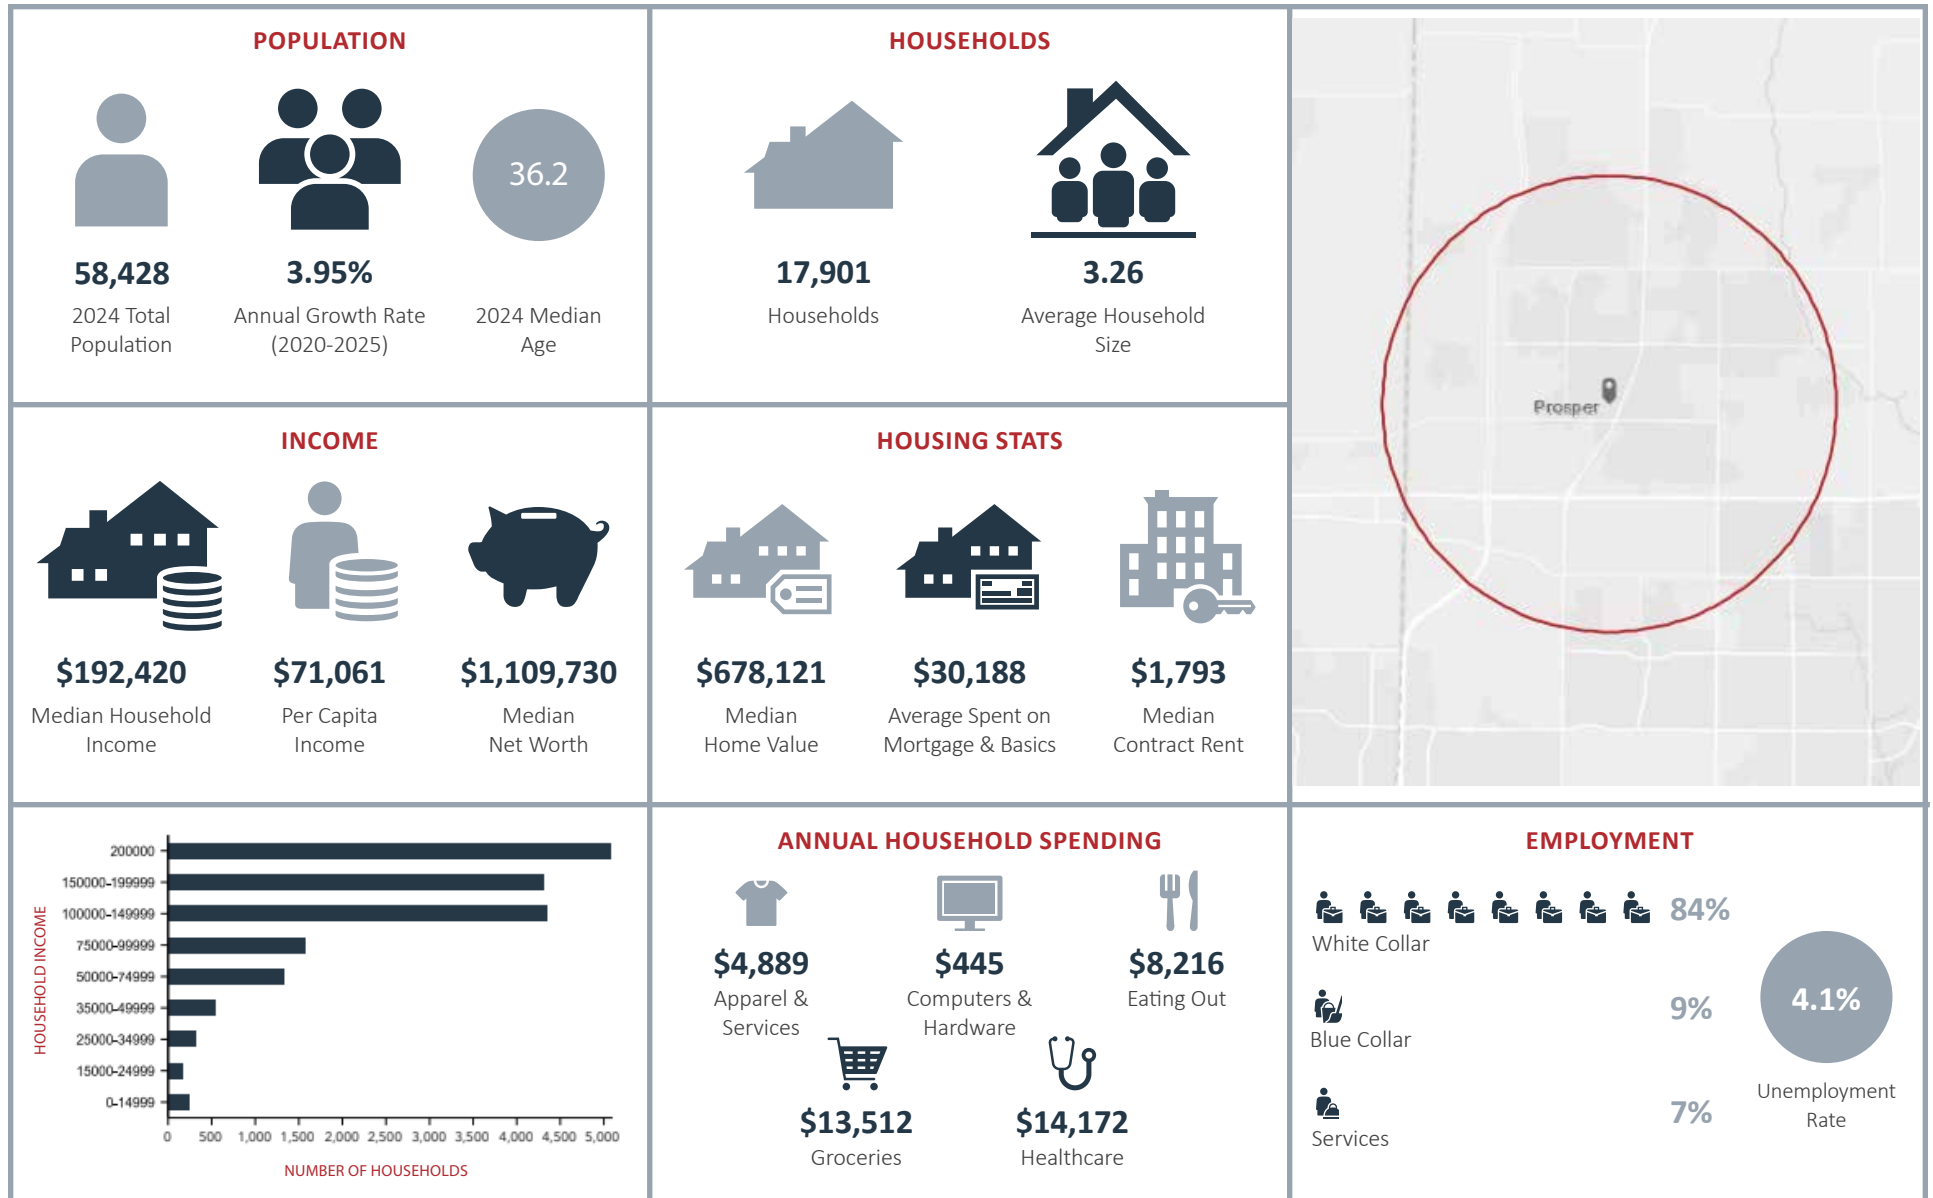 POPULATION
36.2
58,428
2024 Total
Population
3.95%
Annual Growth Rate
(2020-2025)
2024 Median
Age
HOUSEHOLDS
17,901
Households
3.26
Average Household
Size
Prosper
INCOME
$192,420
Median Household
Income
$71,061
Per Capita
Income
$1,109,730
Median
Net Worth
HOUSING STATS
$678,121
Median
Home Value
$30,188
Average Spent on
Mortgage & Basics
$1,793
Median
Contract Rent
HOUSEHOLD INCOME
200000
150000-199999
100000-149999
75000-99999
50000-74999
35000-49999
25000-34999
15000-24999
0-14999
0 500 1,000 1,500 2,000 2,500 3,000 3,500 4,000 4,500 5,000
NUMBER OF HOUSEHOLDS
ANNUAL HOUSEHOLD SPENDING
$4,889
Apparel &
Services
$445
Computers &
Hardware
$8,216
Eating Out
$13,512
Groceries
$14,172
Healthcare
EMPLOYMENT
84%
White Collar
9%
Blue Collar
7%
Services
4.1%
Unemployment
Rate